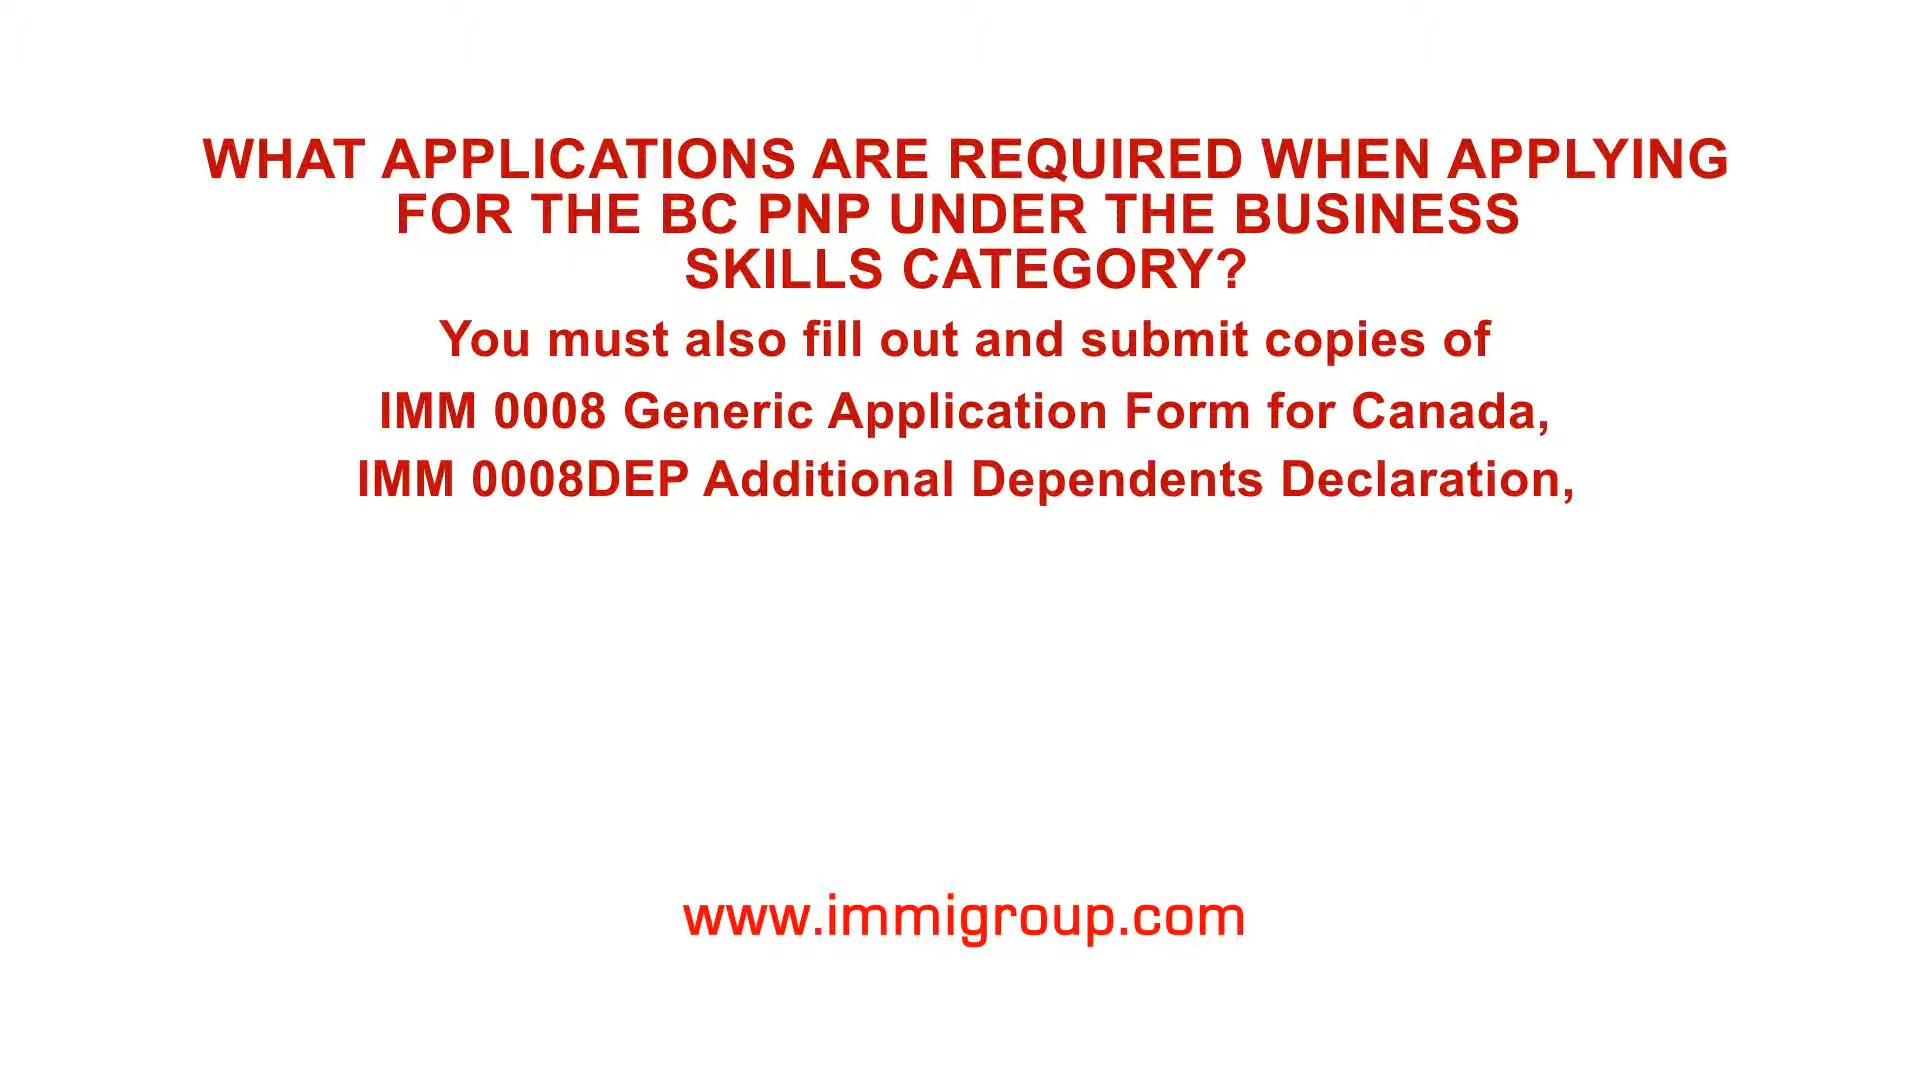 WHAT APPLICATIONS ARE REQUIRED WHEN APPLYING
FOR THE BC PNP UNDER THE BUSINESS
SKILLS CATEGORY?
You must also fill out and submit copies of
IMM 0008 Generic Application Form for Canada,
IMM 0008DEP Additional Dependents Declaration,
www.immigroup.com